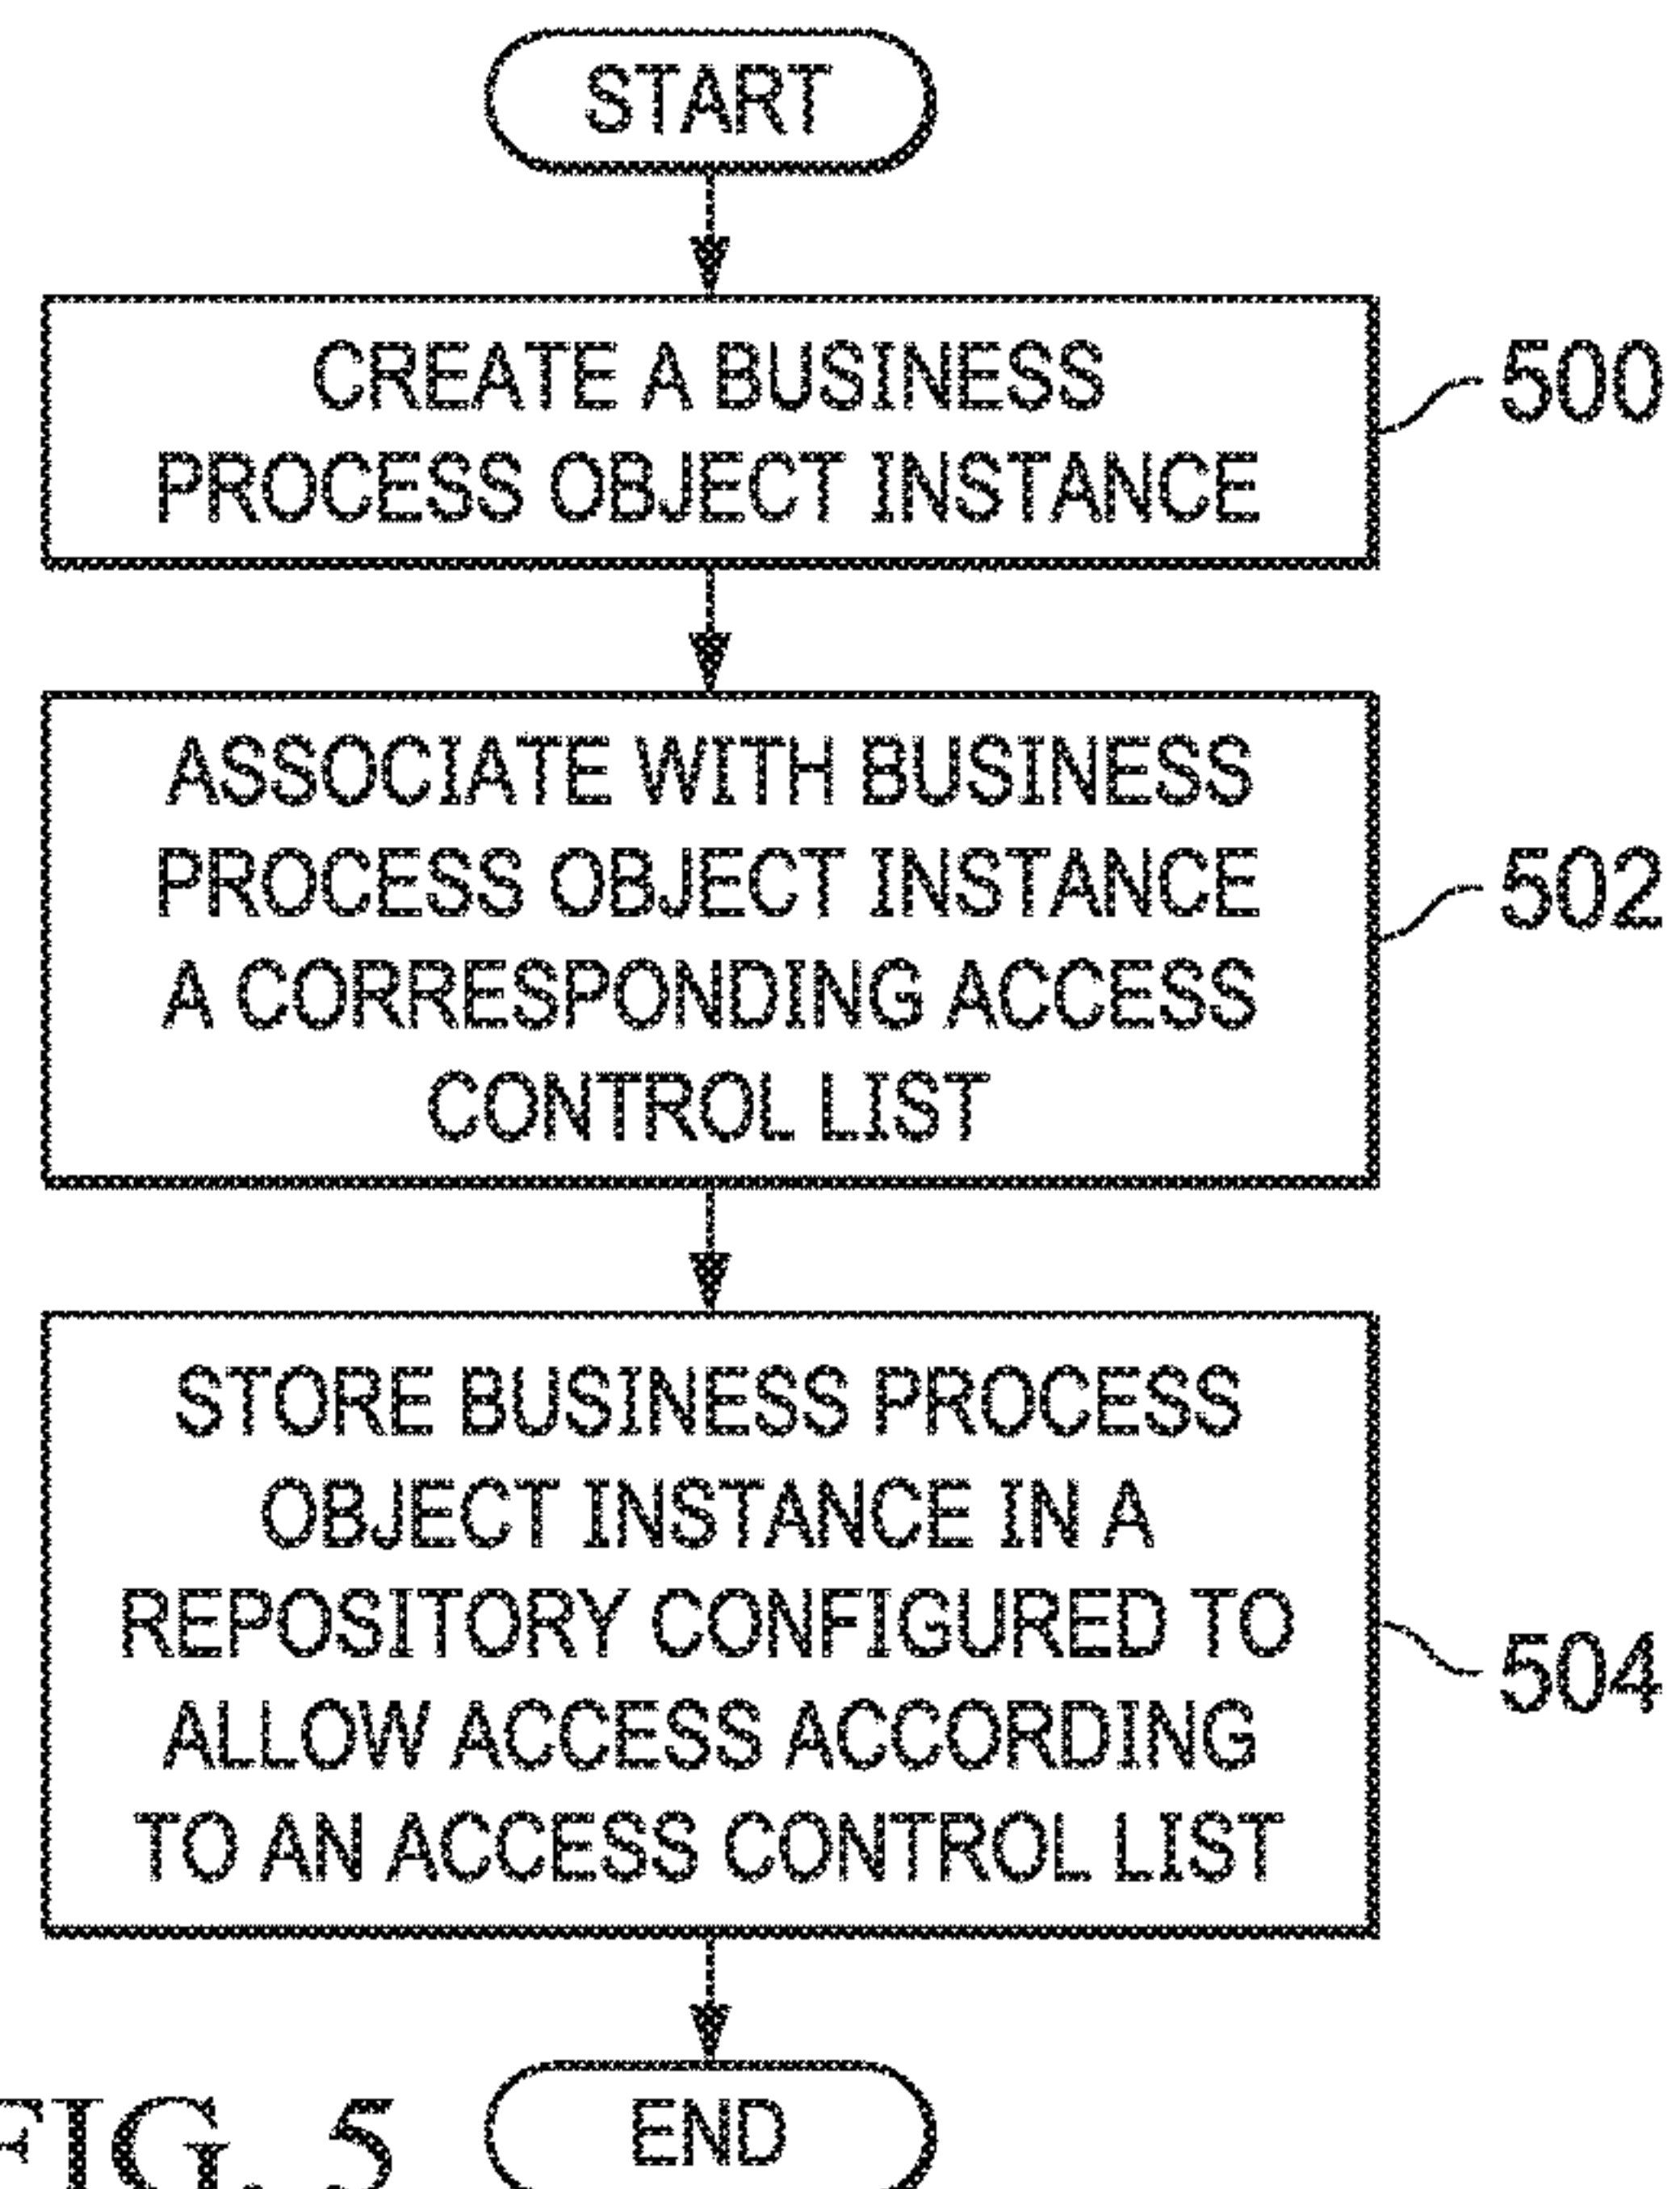 START
CREATE A BUSINESS
PROCESS OBJECT INSTANCE
500
ASSOCIATE WITH BUSINESS
PROCESS OBJECT INSTANCE
A CORRESPONDING ACCESS
CONTROL LIST
502
STORE BUSINESS PROCESS
OBJECT INSTANCE IN A
REPOSITORY CONFIGURED TO
ALLOW ACCESS ACCORDING
TO AN ACCESS CONTROL LIST
504
END
FIG. 5